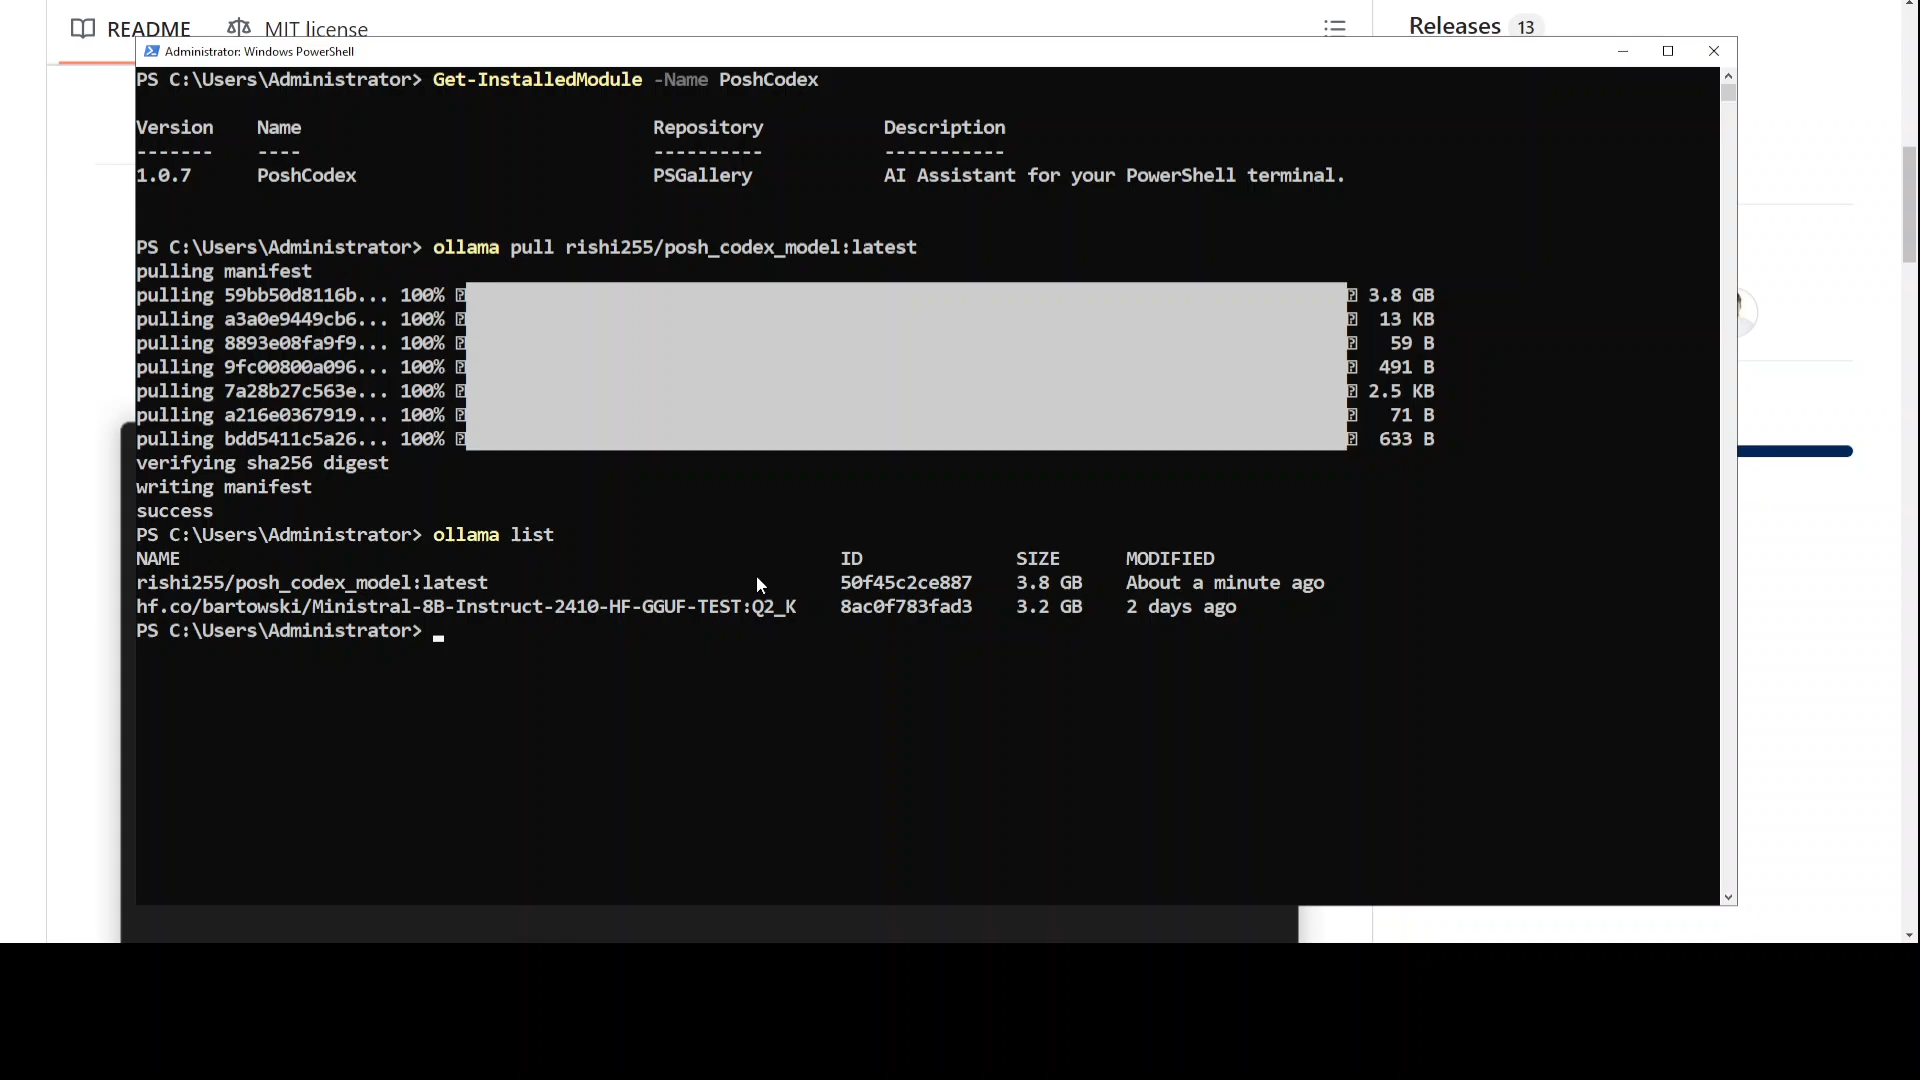 README MIT license Releases 13
Administrator: Windows PowerShell
PS C:\Users\Administrator> Get-InstalledModule -Name PoshCodex
Version Name Repository Description
------- ---- ---------- -----------
1.0.7 PoshCodex PSGallery AI Assistant for your PowerShell terminal.
PS C:\Users\Administrator> ollama pull rishi255/posh_codex_model:latest
pulling manifest
pulling 59bb50d8116b... 100% 3.8 GB
pulling a3a0e9449cb6... 100% 13 KB
pulling 8893e08fa9f9... 100% 59 B
pulling 9fc00800a096... 100% 491 B
pulling 7a28b27c563e... 100% 2.5 KB
pulling a216e0367919... 100% 71 B
pulling bdd5411c5a26... 100% 633 B
verifying sha256 digest
writing manifest
success
PS C:\Users\Administrator> ollama list
NAME ID SIZE MODIFIED
rishi255/posh_codex_model:latest 50f45c2ce887 3.8 GB About a minute ago
hf.co/bartowski/Ministral-8B-Instruct-2410-HF-GGUF-TEST:Q2_K 8ac0f783fad3 3.2 GB 2 days ago
PS C:\Users\Administrator>